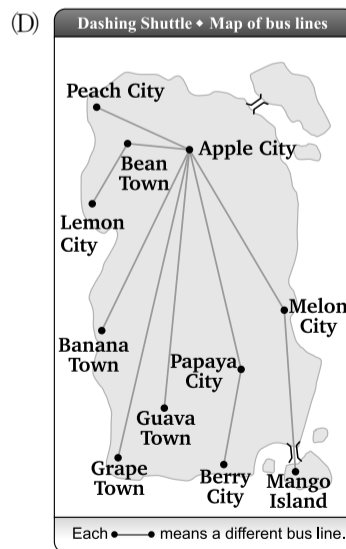 (D)
Dashing Shuttle ◆ Map of bus lines
Peach City
Apple City
Bean
Town
Lemon
City
Melon
City
Banana
Town
Papaya
City
Guava
Town
Grape
Town
Berry
City
Mango
Island
Each •—• means a different bus line.